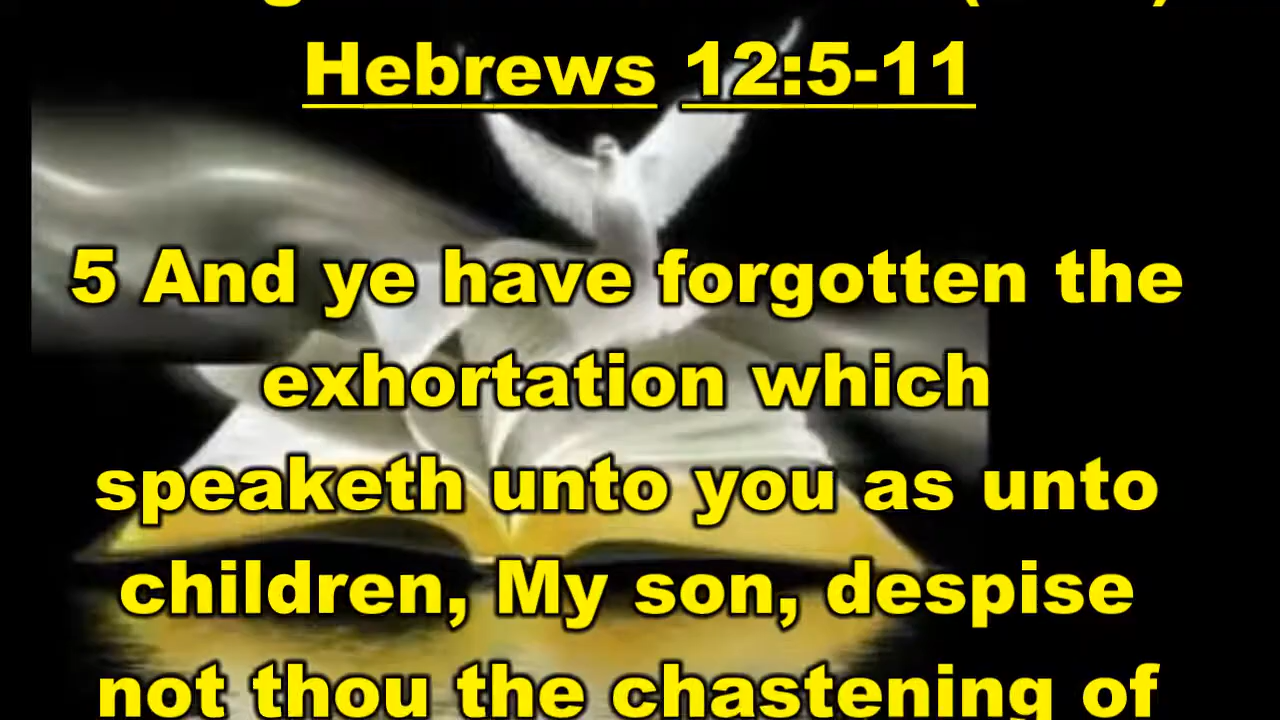 Hebrews 12:5-11
5 And ye have forgotten the
exhortation which
speaketh unto you as unto
children, My son, despise
not thou the chastening of